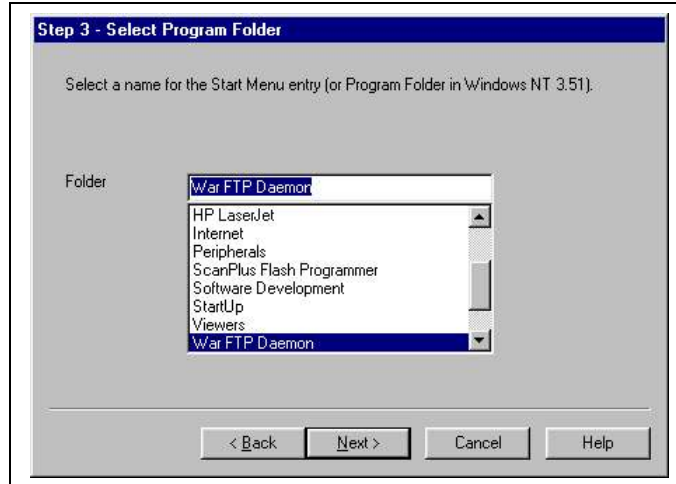 Step 3 - Select Program Folder
Select a name for the Start Menu entry (or Program Folder in Windows NT 3.51).
Folder
War FTP Daemon
HP LaserJet
Internet
Peripherals
ScanPlus Flash Programmer
Software Development
StartUp
Viewers
War FTP Daemon
< Back Next > Cancel Help